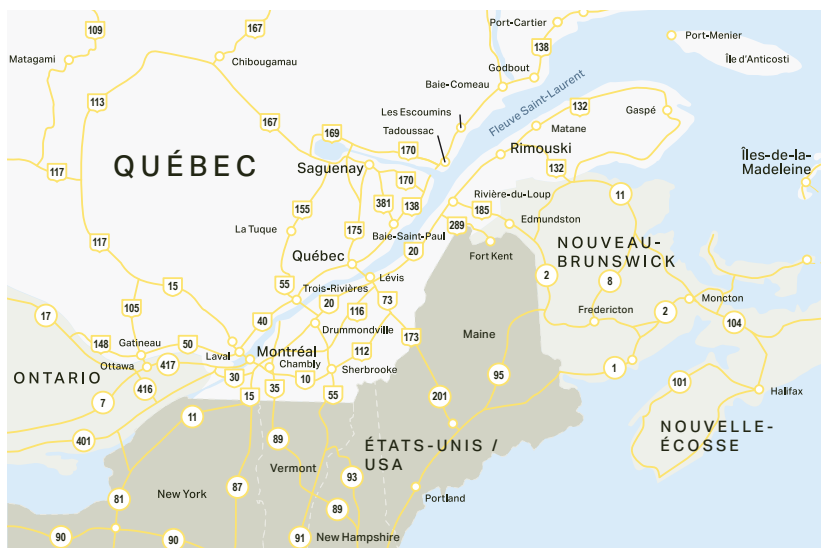 109
167
Port-Cartier
Port-Menier
Matagami
Chibougamau
138
Île d'Anticosti
Godbout
Baie-Comeau
113
Fleuve Saint-Laurent
132
Gaspé
Les Escoumins
167
Tadoussac
Matane
169
170
Rimouski
Îles-de-la-
Madeleine
QUÉBEC
117
Saguenay
132
170
Rivière-du-Loup
11
381
138
155
185
Edmundston
La Tuque
175
Baie-Saint-Paul
289
117
20
NOUVEAU-
BRUNSWICK
Fort Kent
Québec
Lévis
2
8
15
55
Trois-Rivières
73
Moncton
105
20
116
Fredericton
2
17
40
104
Drummondville
173
Maine
148
Gatineau
50
Laval
Montréal
112
Ottawa
417
Chambly
Sherbrooke
1
ONTARIO
30
10
95
101
416
35
15
55
201
Halifax
7
11
NOUVELLE-
ÉCOSSE
401
89
ÉTATS-UNIS /
USA
Vermont
93
87
81
New York
Portland
89
90
90
91
New Hampshire